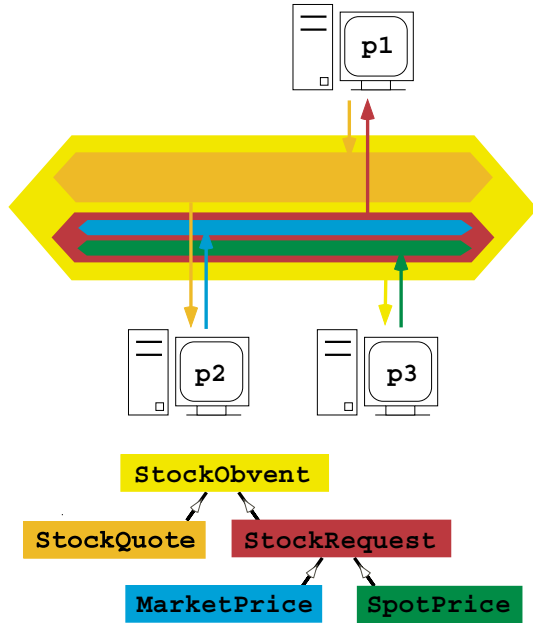 p1
p2
p3
StockObvent
StockQuote
StockRequest
MarketPrice
SpotPrice